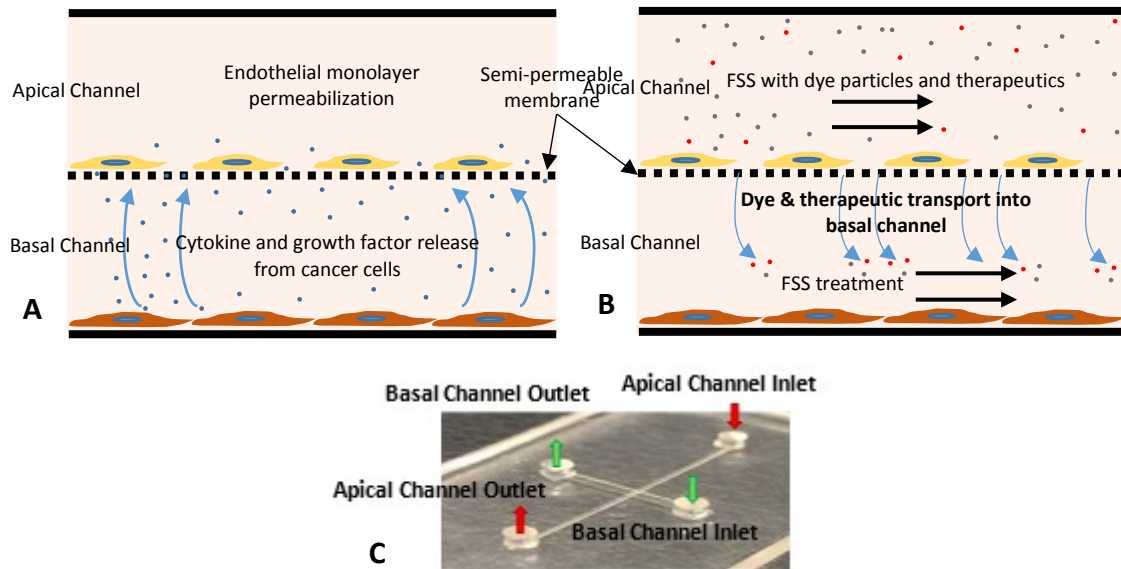 Apical Channel
Endothelial monolayer
permeabilization
Semi-permeable
membrane
Basal Channel
Cytokine and growth factor release
from cancer cells
A
Apical Channel
FSS with dye particles and therapeutics
Dye & therapeutic transport into
basal channel
Basal Channel
FSS treatment
B
Basal Channel Outlet
Apical Channel Inlet
Apical Channel Outlet
Basal Channel Inlet
C